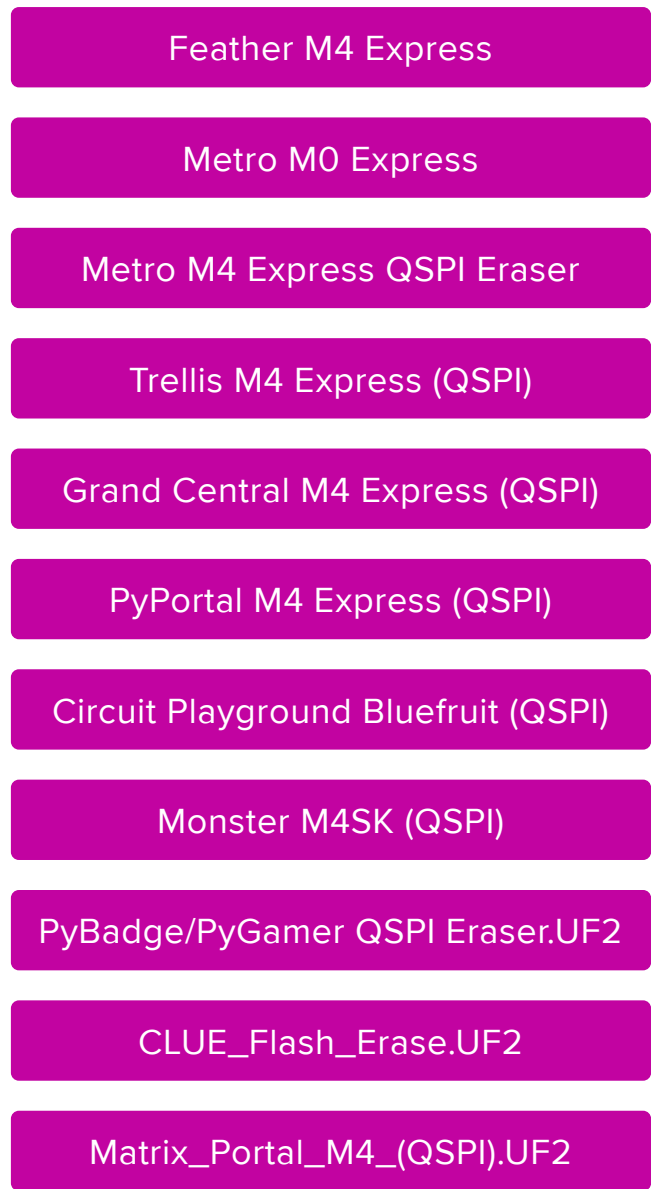 Feather M4 Express
Metro M0 Express
Metro M4 Express QSPI Eraser
Trellis M4 Express (QSPI)
Grand Central M4 Express (QSPI)
PyPortal M4 Express (QSPI)
Circuit Playground Bluefruit (QSPI)
Monster M4SK (QSPI)
PyBadge/PyGamer QSPI Eraser.UF2
CLUE_Flash_Erase.UF2
Matrix_Portal_M4_(QSPI).UF2